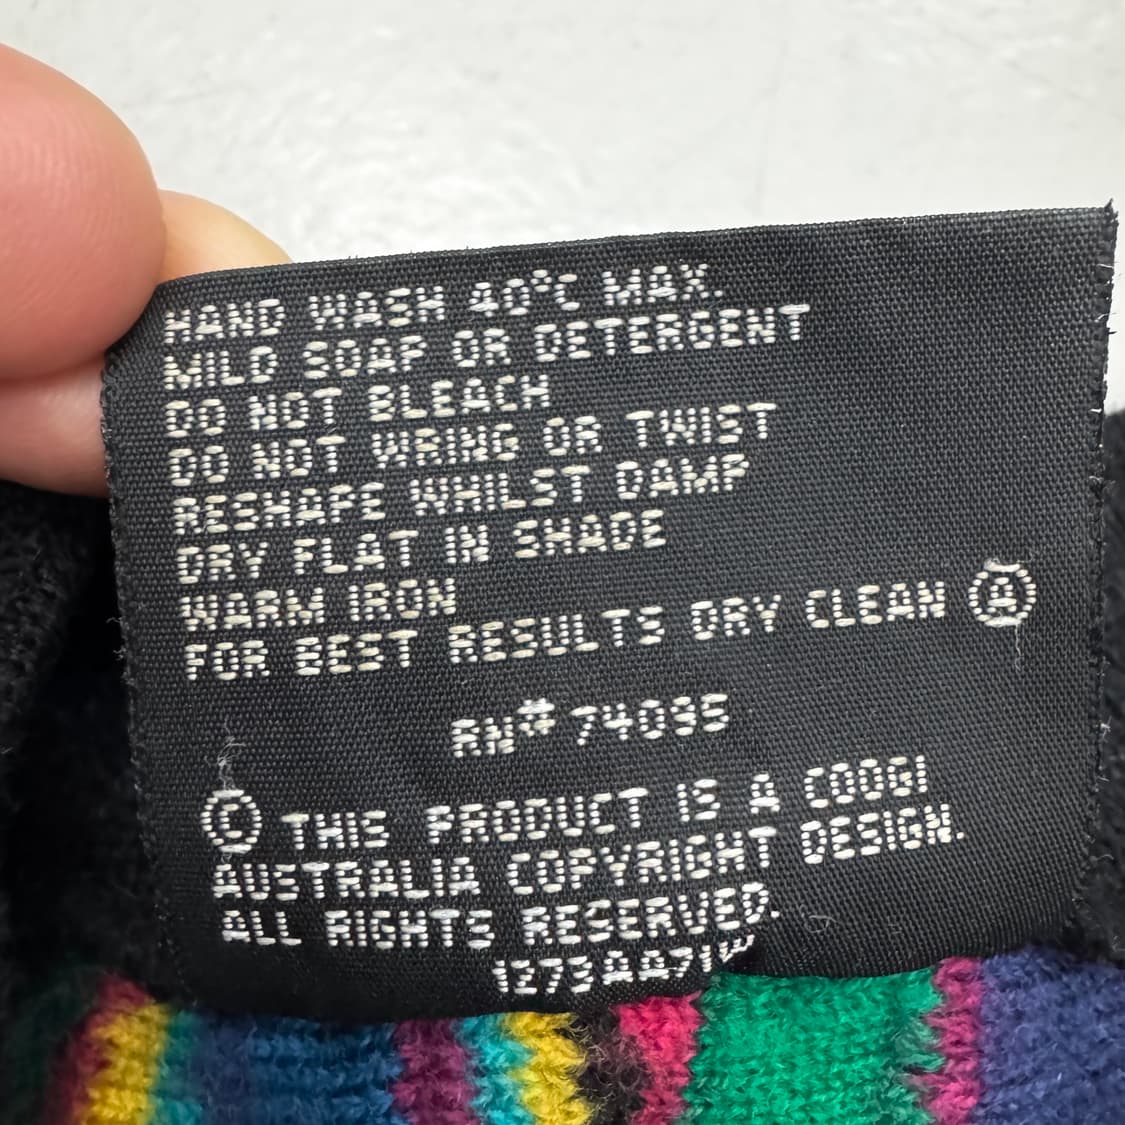 HAND WASH 40°C MAX.
MILD SOAP OR DETERGENT
DO NOT BLEACH
DO NOT WRING OR TWIST
RESHAPE WHILST DAMP
DRY FLAT IN SHADE
WARM IRON
FOR BEST RESULTS DRY CLEAN Ⓐ
RN# 74095
© THIS PRODUCT IS A COOGI
AUSTRALIA COPYRIGHT DESIGN.
ALL RIGHTS RESERVED.